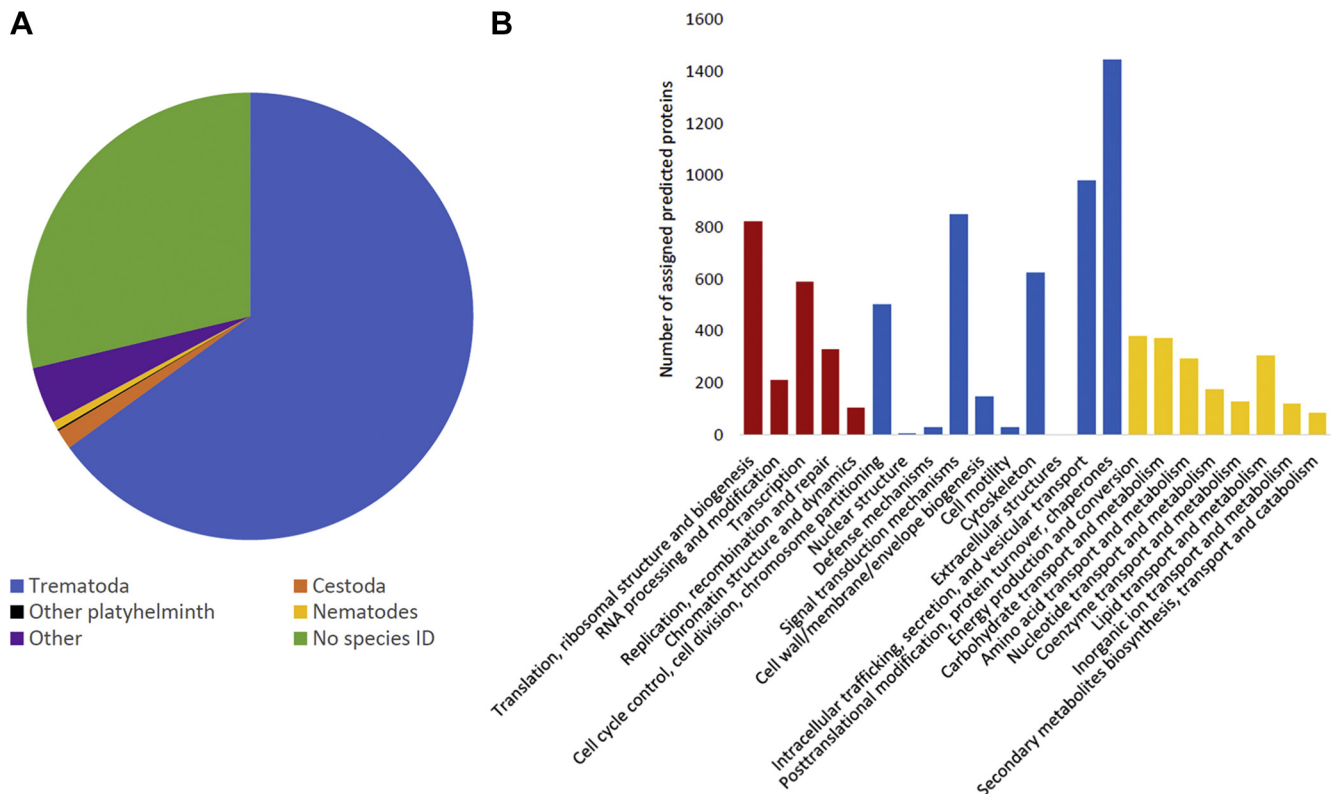 A
Trematoda
Cestoda
Other platyhelminth
Nematodes
Other
No species ID
B
Number of assigned predicted proteins
1600
1400
1200
1000
800
600
400
200
0
Translation, ribosomal structure and biogenesis
RNA processing and modification
Transcription
Replication, recombination and repair
Chromatin structure and dynamics
Cell cycle control, cell division, chromosome partitioning
Nuclear structure
Defense mechanisms
Signal transduction mechanisms
Cell wall/membrane/envelope biogenesis
Cell motility
Cytoskeleton
Extracellular structures
Intracellular trafficking, secretion, and vesicular transport
Posttranslational modification, protein turnover, chaperones
Energy production and conversion
Carbohydrate transport and metabolism
Amino acid transport and metabolism
Nucleotide transport and metabolism
Coenzyme transport and metabolism
Lipid transport and metabolism
Inorganic ion transport and metabolism
Secondary metabolites biosynthesis, transport and catabolism